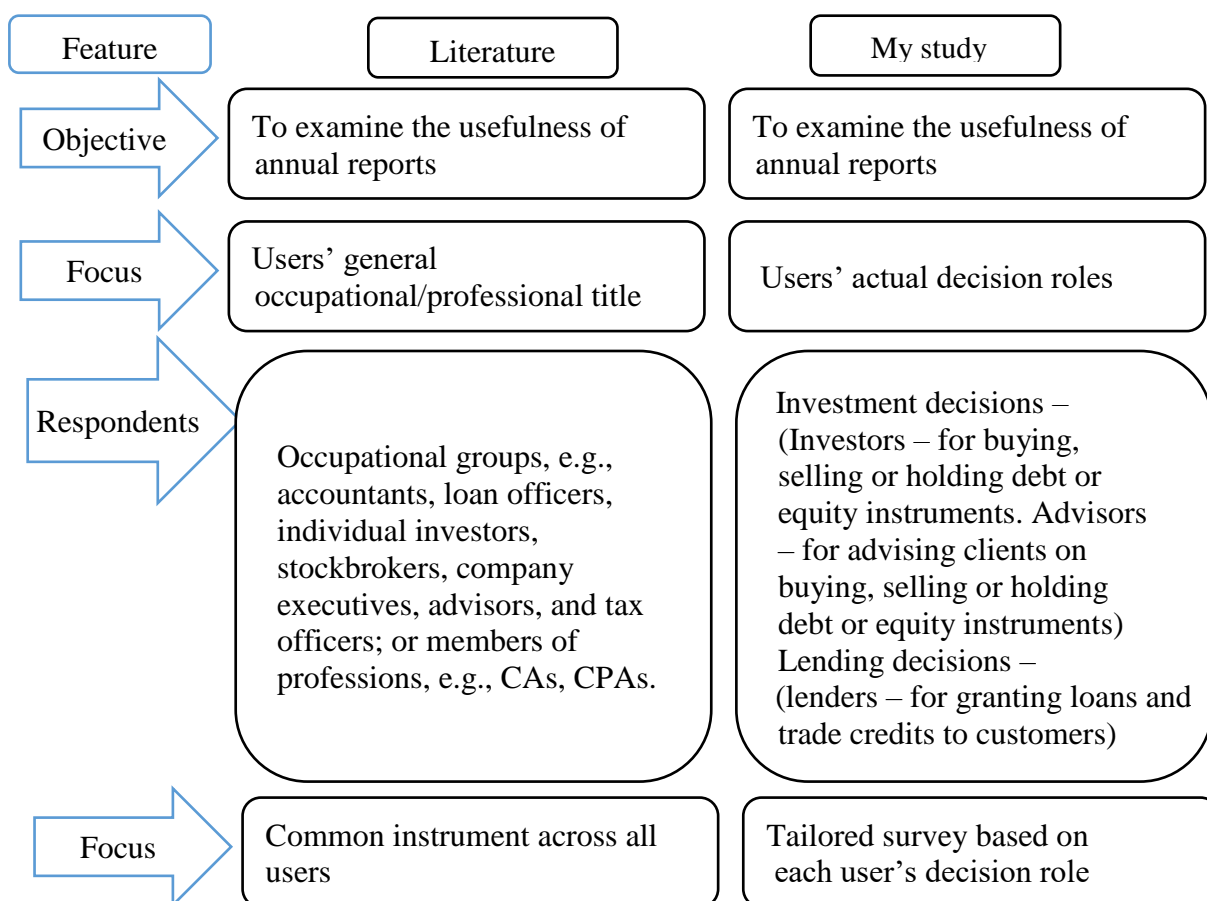 Feature
Literature
My study
Objective
To examine the usefulness of
annual reports
To examine the usefulness of
annual reports
Focus
Users’ general
occupational/professional title
Users’ actual decision roles
Respondents
Occupational groups, e.g.,
accountants, loan officers,
individual investors,
stockbrokers, company
executives, advisors, and tax
officers; or members of
professions, e.g., CAs, CPAs.
Investment decisions –
(Investors – for buying,
selling or holding debt or
equity instruments. Advisors
– for advising clients on
buying, selling or holding
debt or equity instruments)
Lending decisions –
(lenders – for granting loans and
trade credits to customers)
Focus
Common instrument across all
users
Tailored survey based on
each user’s decision role